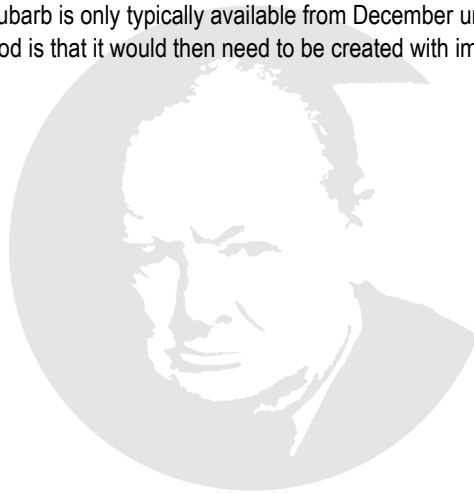 ubarb is only typically available from December u
od is that it would then need to be created with im